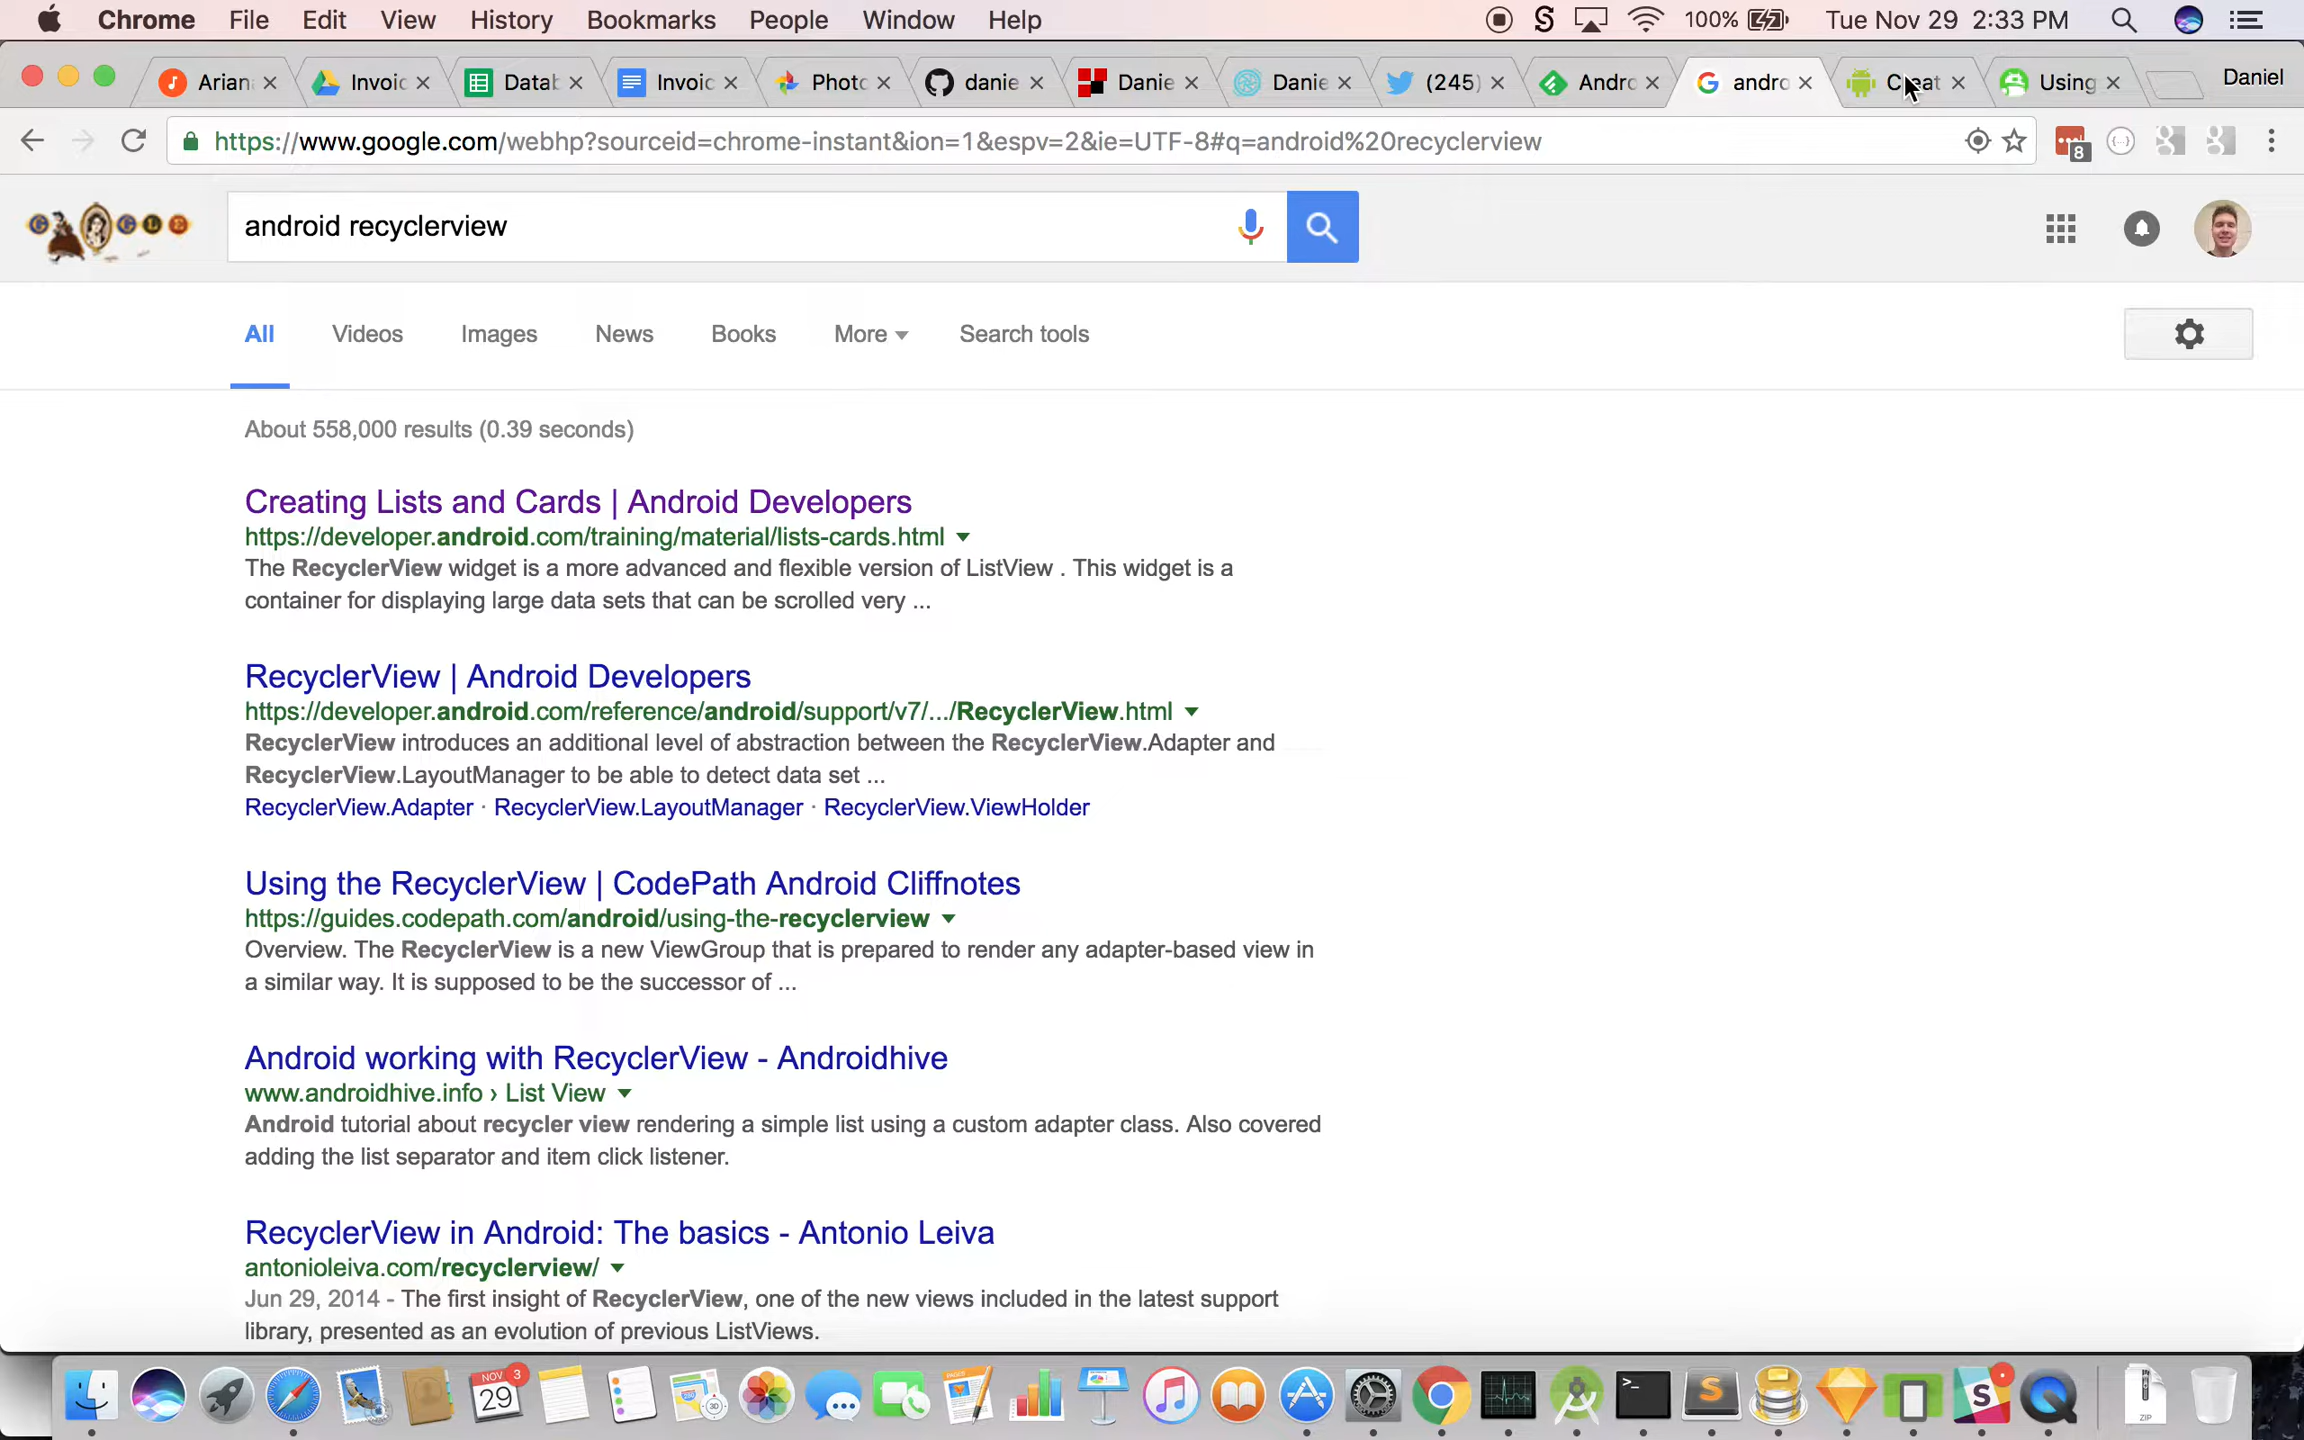 Chrome File Edit View History Bookmarks People Window Help 100% Tue Nov 29 2:33 PM
Arian Invoic Datab Invoic Photo danie Danie Danie (245) Andro andro Creat Using Daniel
https://www.google.com/webhp?sourceid=chrome-instant&ion=1&espv=2&ie=UTF-8#q=android%20recyclerview 8
android recyclerview
All Videos Images News Books More Search tools
About 558,000 results (0.39 seconds)
Creating Lists and Cards | Android Developers
https://developer.android.com/training/material/lists-cards.html
The RecyclerView widget is a more advanced and flexible version of ListView . This widget is a
container for displaying large data sets that can be scrolled very ...
RecyclerView | Android Developers
https://developer.android.com/reference/android/support/v7/.../RecyclerView.html
RecyclerView introduces an additional level of abstraction between the RecyclerView.Adapter and
RecyclerView.LayoutManager to be able to detect data set ...
RecyclerView.Adapter · RecyclerView.LayoutManager · RecyclerView.ViewHolder
Using the RecyclerView | CodePath Android Cliffnotes
https://guides.codepath.com/android/using-the-recyclerview
Overview. The RecyclerView is a new ViewGroup that is prepared to render any adapter-based view in
a similar way. It is supposed to be the successor of ...
Android working with RecyclerView - Androidhive
www.androidhive.info › List View
Android tutorial about recycler view rendering a simple list using a custom adapter class. Also covered
adding the list separator and item click listener.
RecyclerView in Android: The basics - Antonio Leiva
antonioleiva.com/recyclerview/
Jun 29, 2014 - The first insight of RecyclerView, one of the new views included in the latest support
library, presented as an evolution of previous ListViews.
NOV 29 3
ZIP